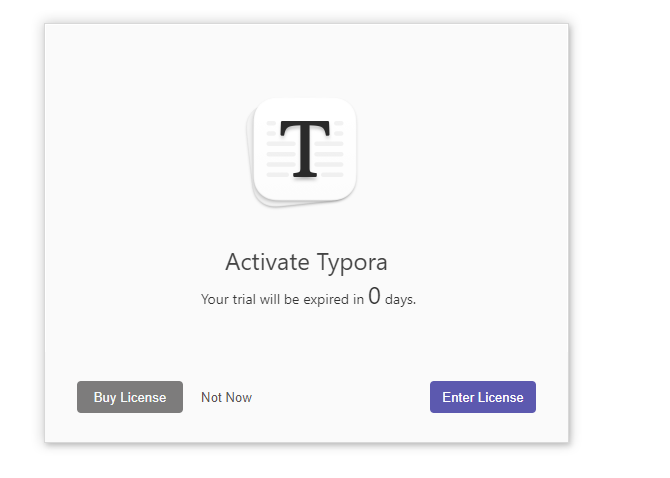 T
Activate Typora
Your trial will be expired in 0 days.
Buy License
Not Now
Enter License